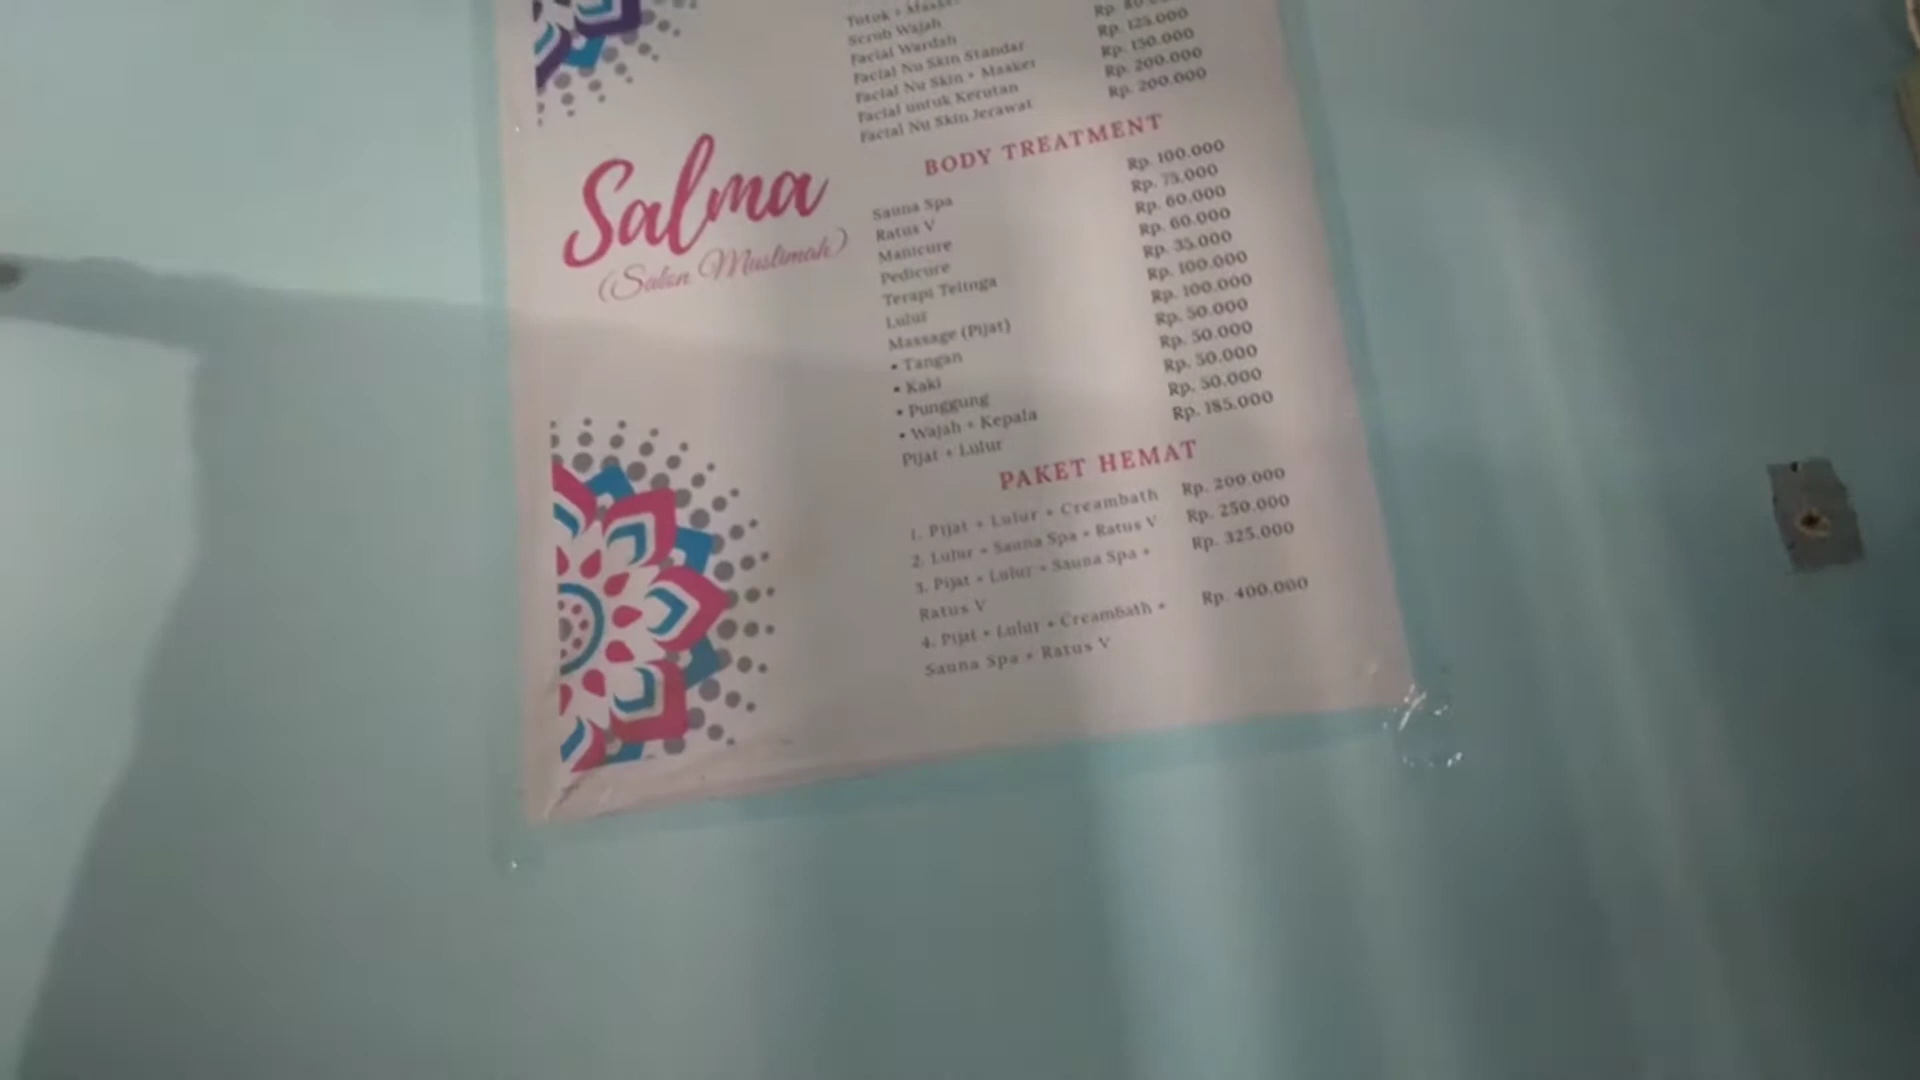 Totok + Masker
Scrub Wajah
Facial Wardah
Facial Nu Skin Standar
Facial Nu Skin + Masker
Facial untuk Kerutan
Facial Nu Skin Jerawat
Rp. 125.000
Rp. 150.000
Rp. 200.000
Rp. 200.000
Salma
(Salon Muslimah)
BODY TREATMENT
Sauna Spa Rp. 100.000
Ratus V Rp. 75.000
Manicure Rp. 60.000
Pedicure Rp. 60.000
Terapi Telinga Rp. 35.000
Lulur Rp. 100.000
Massage (Pijat) Rp. 100.000
• Tangan Rp. 50.000
• Kaki Rp. 50.000
• Punggung Rp. 50.000
• Wajah + Kepala Rp. 50.000
Pijat + Lulur Rp. 185.000
PAKET HEMAT
1. Pijat + Lulur + Creambath Rp. 200.000
2. Lulur + Sauna Spa + Ratus V Rp. 250.000
3. Pijat + Lulur + Sauna Spa + Rp. 325.000
Ratus V
4. Pijat + Lulur + Creambath + Rp. 400.000
Sauna Spa + Ratus V